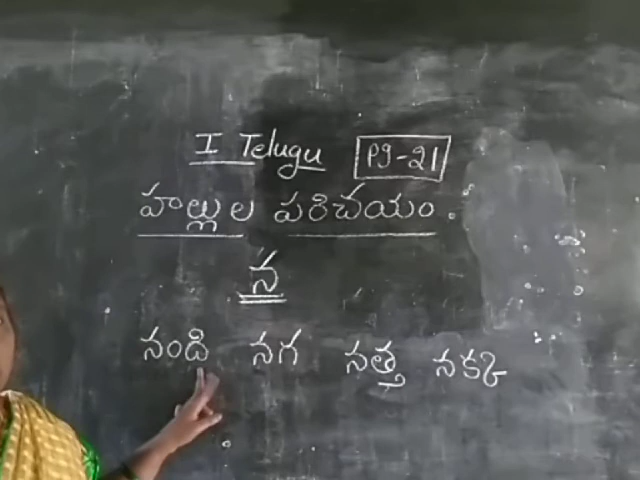 I Telugu Pg-21
హల్లుల పరిచయం.
న
నంది నగ నత్త నక్క